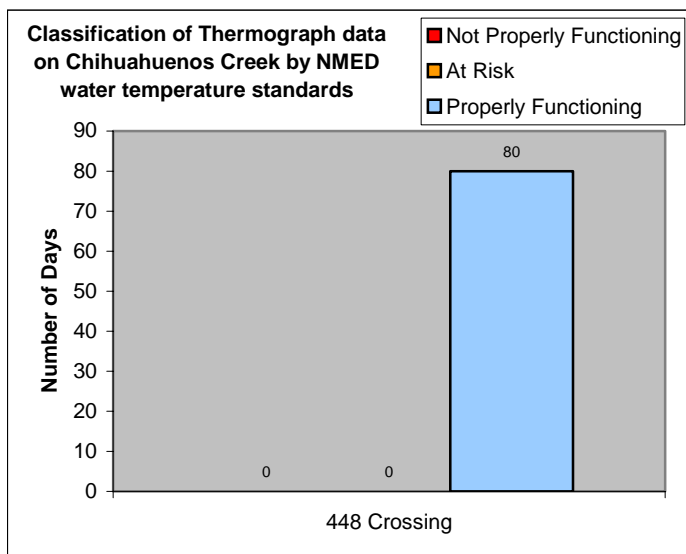 Classification of Thermograph data
on Chihuahuenos Creek by NMED
water temperature standards
Not Properly Functioning
At Risk
Properly Functioning
Number of Days
90
80
70
60
50
40
30
20
10
0
0
0
80
448 Crossing